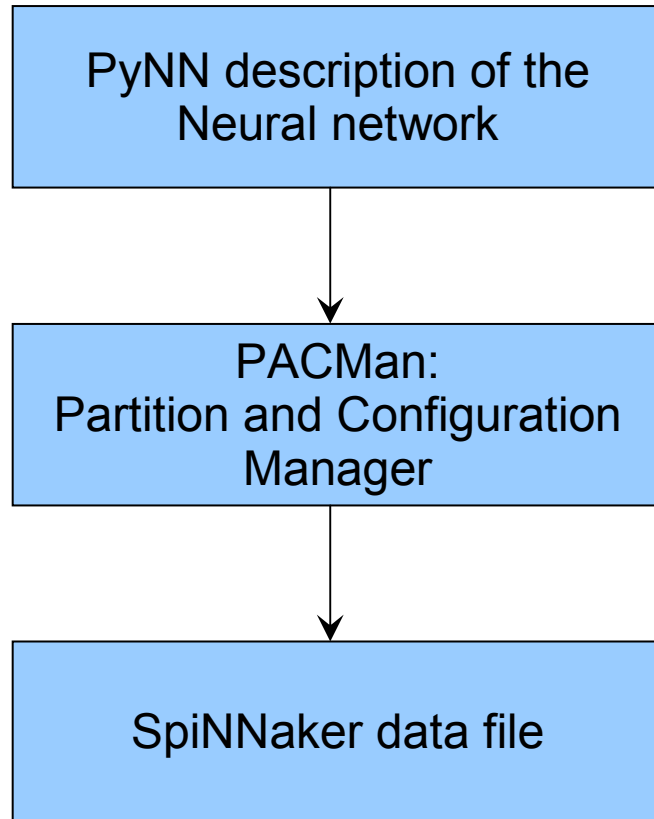 PyNN description of the
Neural network
PACMan:
Partition and Configuration
Manager
SpiNNaker data file